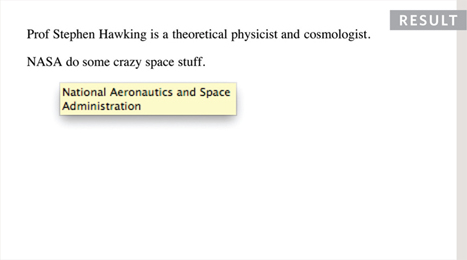 RESULT
Prof Stephen Hawking is a theoretical physicist and cosmologist.
NASA do some crazy space stuff.
National Aeronautics and Space
Administration